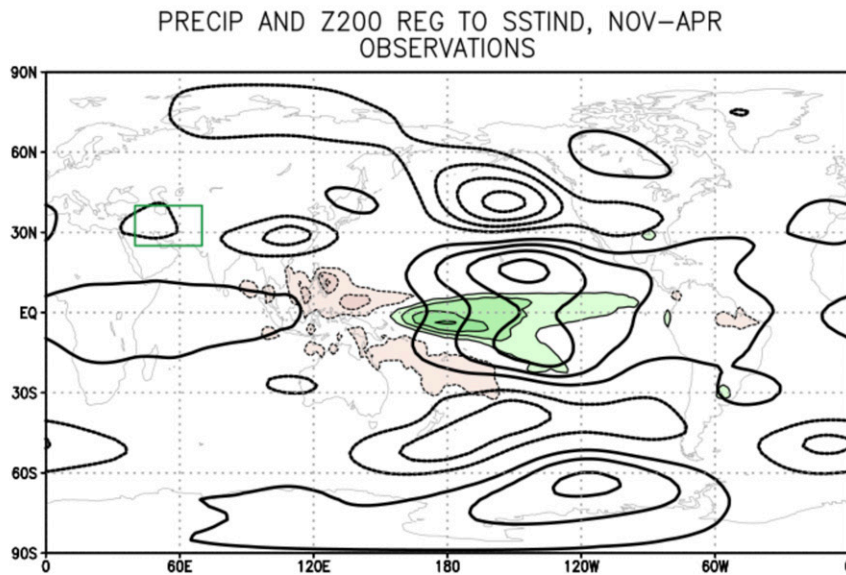 PRECIP AND Z200 REG TO SSTIND, NOV-APR
OBSERVATIONS
90N
60N
30N
EQ
30S
60S
90S
0 60E 120E 180 120W 60W 0